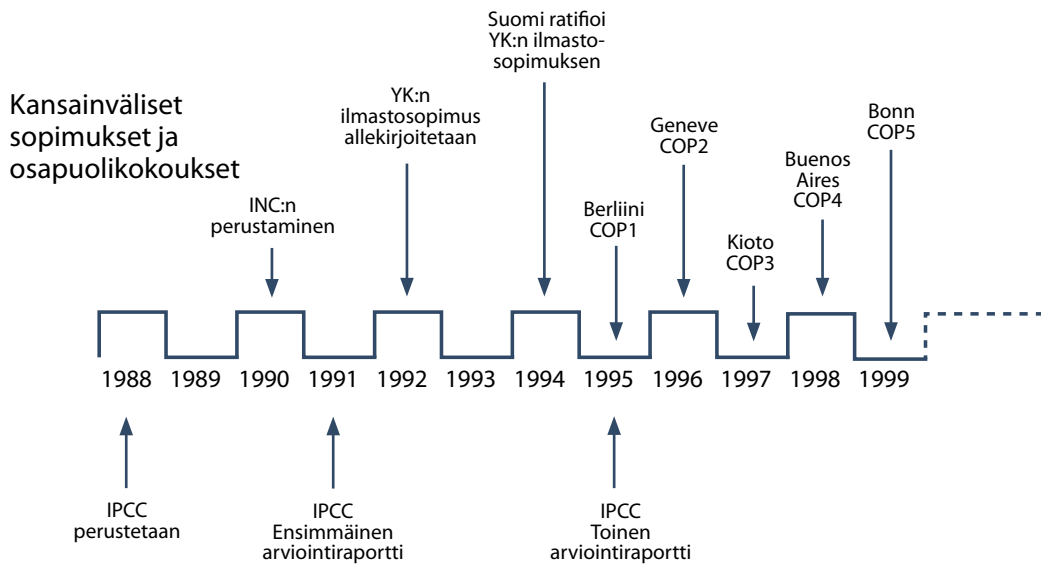 Kansainväliset
sopimukset ja
osapuolikokoukset
INC:n
perustaminen
YK:n
ilmastosopimus
allekirjoitetaan
Suomi ratifioi
YK:n ilmasto-
sopimuksen
Berliini
COP1
Geneve
COP2
Kioto
COP3
Buenos
Aires
COP4
Bonn
COP5
1988 1989 1990 1991 1992 1993 1994 1995 1996 1997 1998 1999
IPCC
perustetaan
IPCC
Ensimmäinen
arviointiraportti
IPCC
Toinen
arviointiraportti